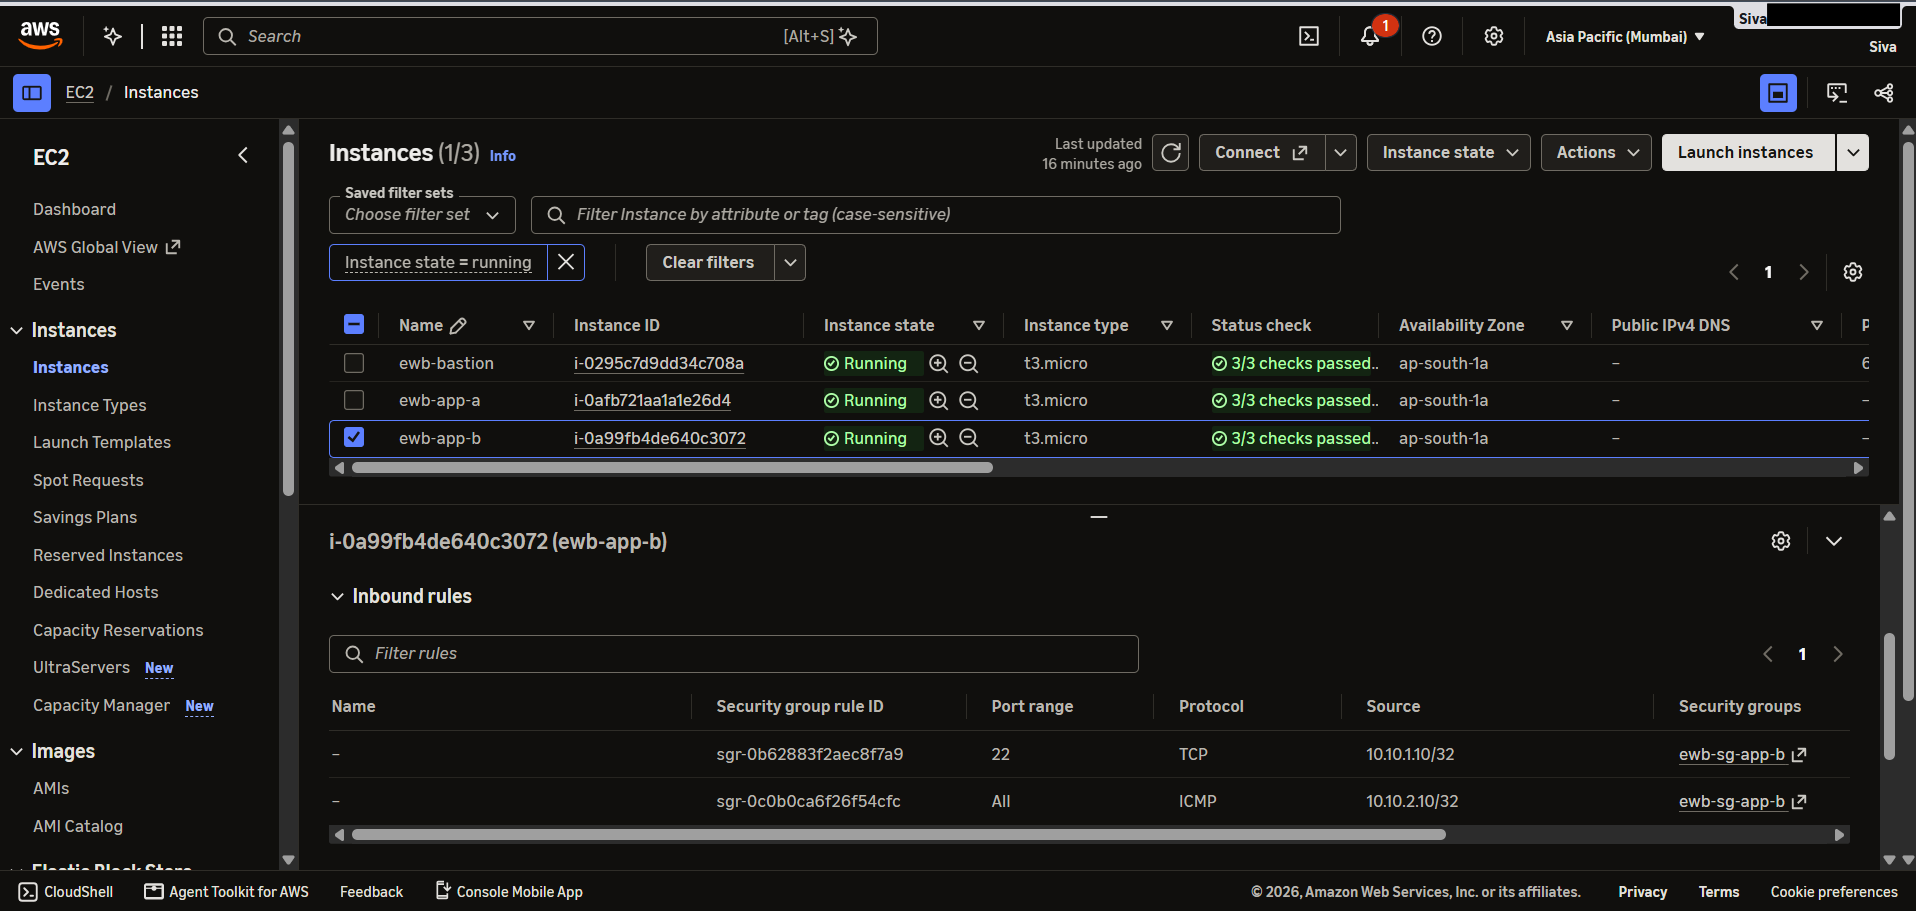 aws
Search [Alt+S]
1
Asia Pacific (Mumbai)
Siva
Siva
EC2 / Instances
EC2
Dashboard
AWS Global View
Events
Instances
Instances
Instance Types
Launch Templates
Spot Requests
Savings Plans
Reserved Instances
Dedicated Hosts
Capacity Reservations
UltraServers New
Capacity Manager New
Images
AMIs
AMI Catalog
Elastic Block Store
Instances (1/3) Info
Last updated
16 minutes ago
Connect
Instance state
Actions
Launch instances
Saved filter sets
Choose filter set
Filter Instance by attribute or tag (case-sensitive)
Instance state = running
Clear filters
1
Name Instance ID Instance state Instance type Status check Availability Zone Public IPv4 DNS P
ewb-bastion i-0295c7d9dd34c708a Running t3.micro 3/3 checks passed.. ap-south-1a – 6
ewb-app-a i-0afb721aa1a1e26d4 Running t3.micro 3/3 checks passed.. ap-south-1a – –
ewb-app-b i-0a99fb4de640c3072 Running t3.micro 3/3 checks passed.. ap-south-1a – –
i-0a99fb4de640c3072 (ewb-app-b)
Inbound rules
Filter rules
1
Name Security group rule ID Port range Protocol Source Security groups
– sgr-0b62883f2aec8f7a9 22 TCP 10.10.1.10/32 ewb-sg-app-b
– sgr-0c0b0ca6f26f54cfc All ICMP 10.10.2.10/32 ewb-sg-app-b
CloudShell Agent Toolkit for AWS Feedback Console Mobile App © 2026, Amazon Web Services, Inc. or its affiliates. Privacy Terms Cookie preferences